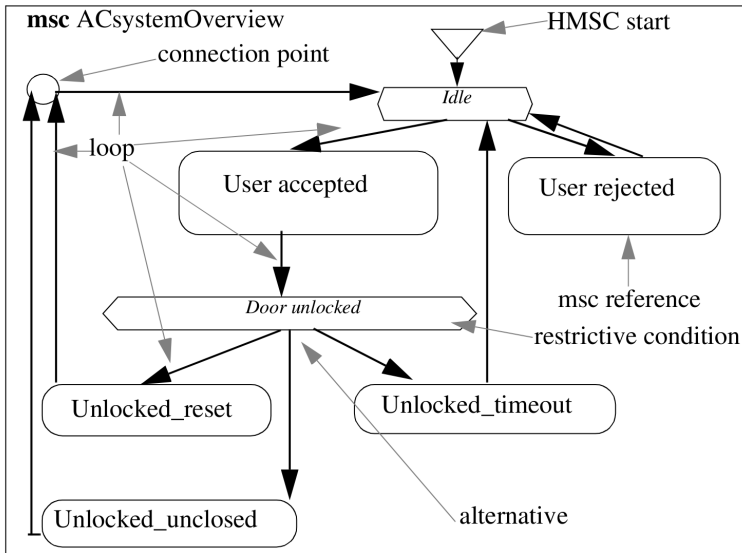 msc ACsystemOverview
HMSC start
connection point
Idle
loop
User accepted
User rejected
msc reference
Door unlocked
restrictive condition
Unlocked_reset
Unlocked_timeout
Unlocked_unclosed
alternative